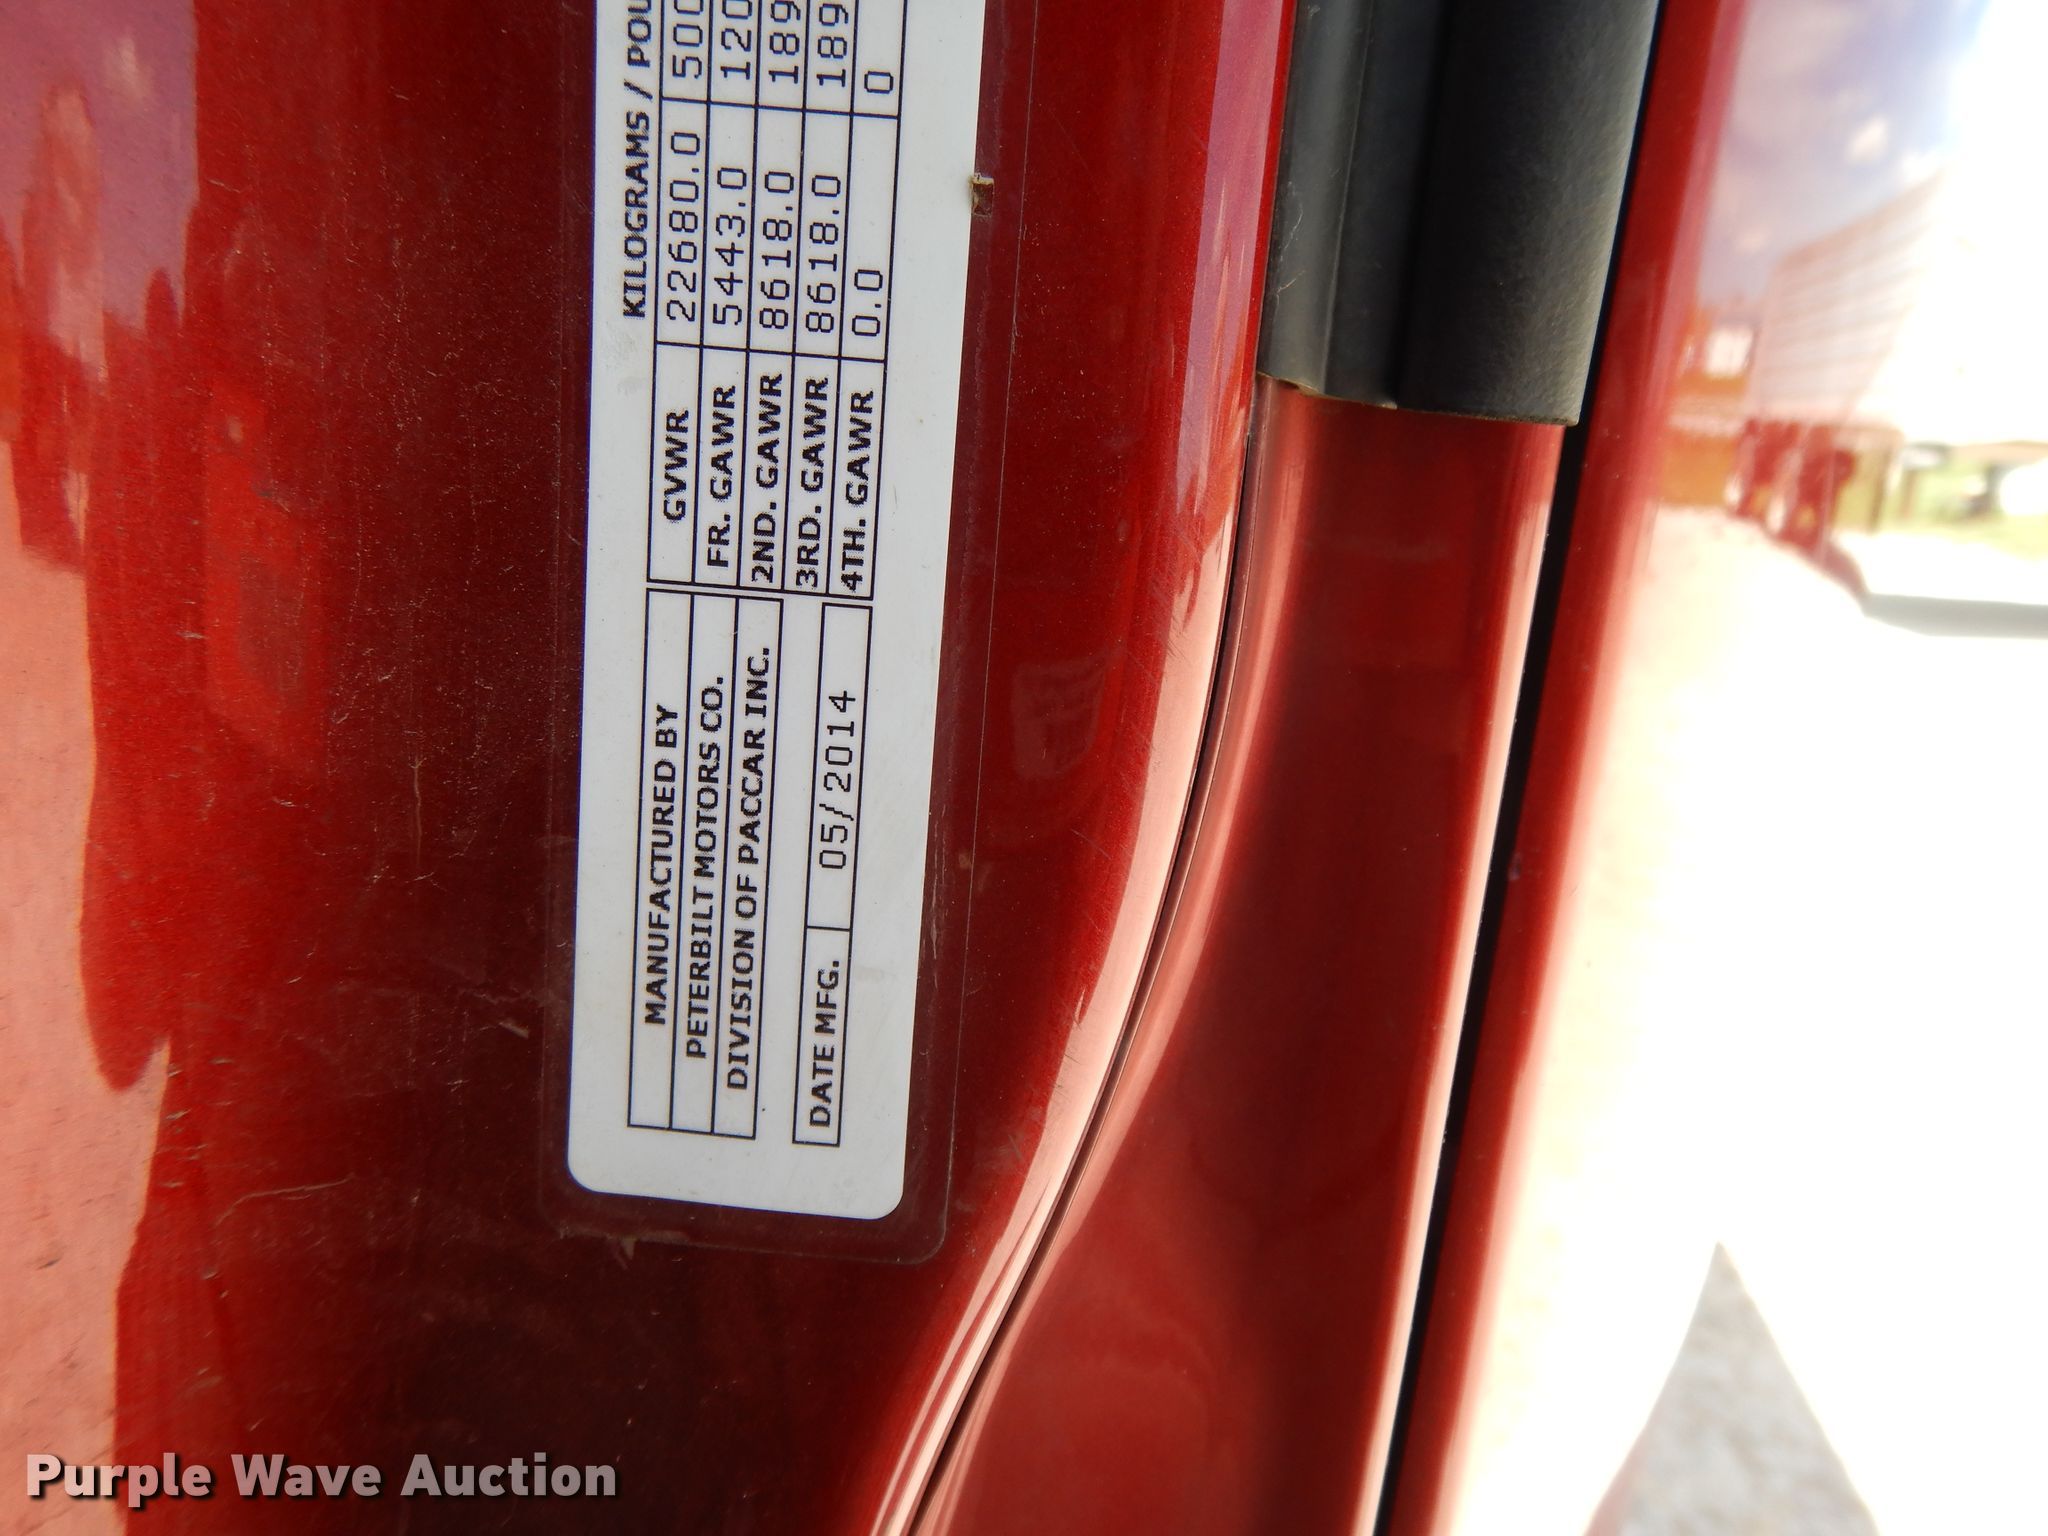 KILOGRAMS /
GVWR 22680.0
FR. GAWR 5443.0
2ND. GAWR 8618.0
3RD. GAWR 8618.0
4TH. GAWR 0.0 0
MANUFACTURED BY
PETERBILT MOTORS CO.
DIVISION OF PACCAR INC.
DATE MFG. 05/2014
Purple Wave Auction